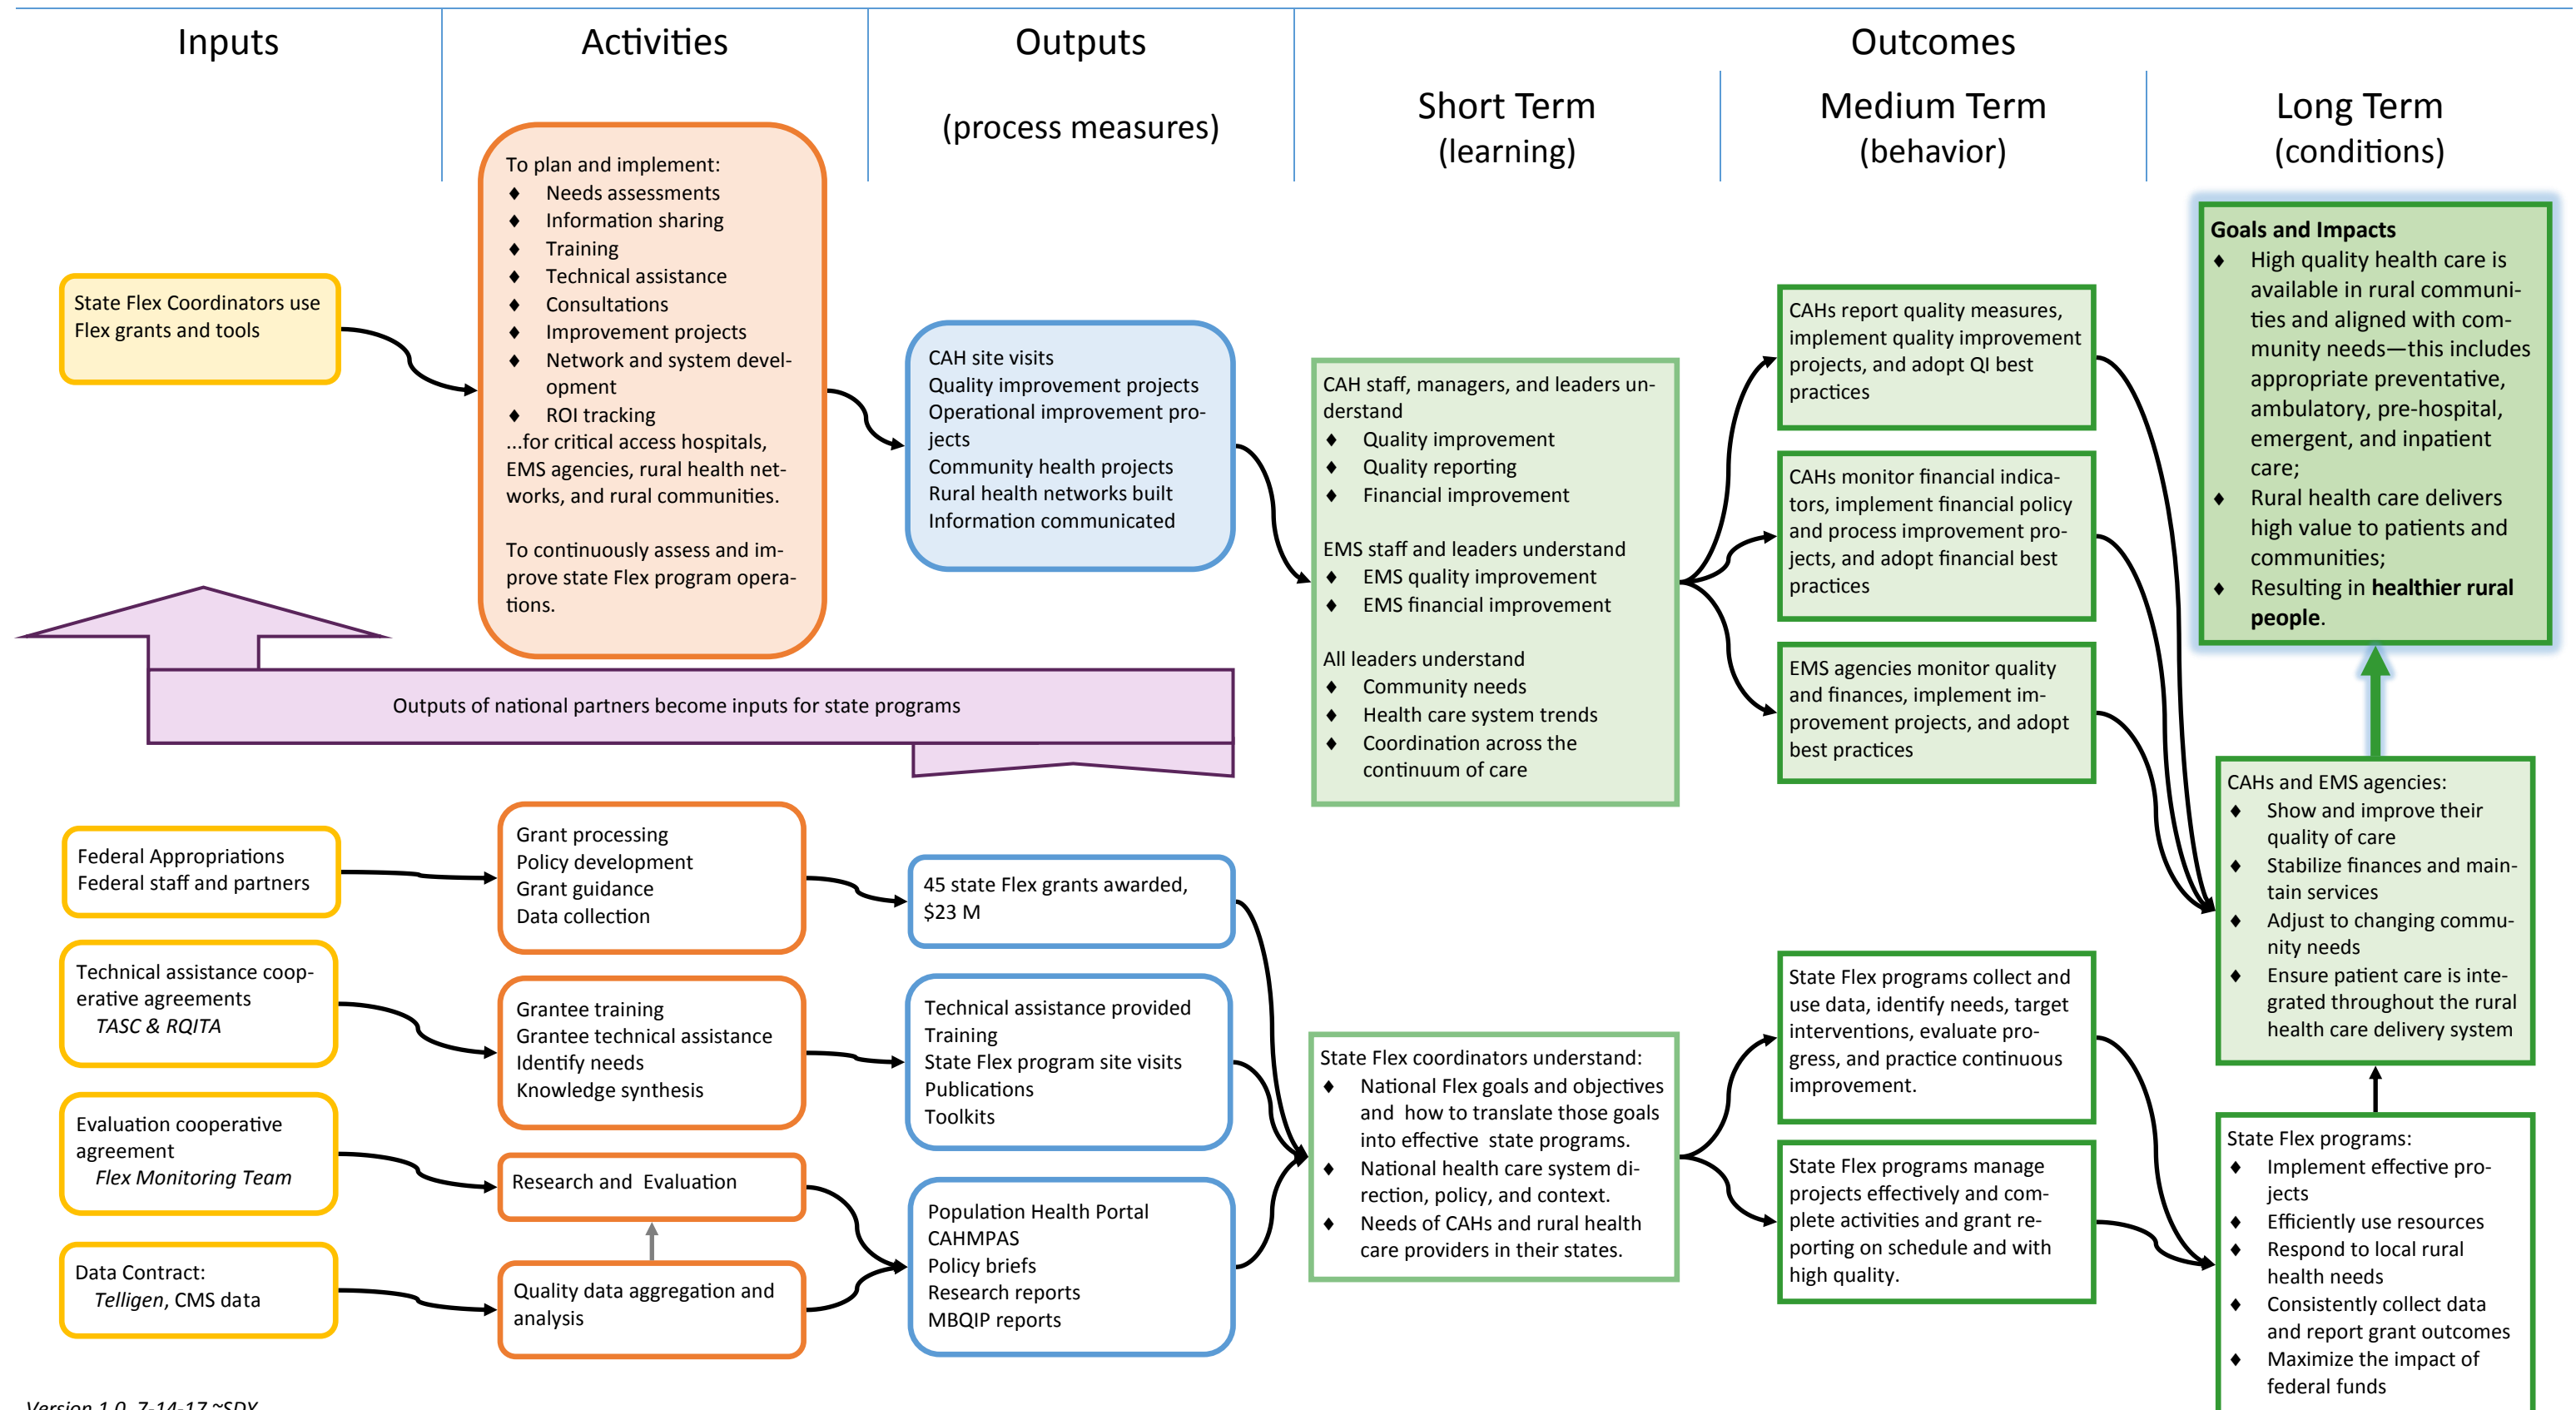 Inputs
Activities
Outputs
(process measures)
Outcomes
Short Term
(learning)
Medium Term
(behavior)
Long Term
(conditions)
State Flex Coordinators use
Flex grants and tools
To plan and implement:
♦ Needs assessments
♦ Information sharing
♦ Training
♦ Technical assistance
♦ Consultations
♦ Improvement projects
♦ Network and system devel-
opment
♦ ROI tracking
...for critical access hospitals,
EMS agencies, rural health net-
works, and rural communities.
To continuously assess and im-
prove state Flex program opera-
tions.
CAH site visits
Quality improvement projects
Operational improvement pro-
jects
Community health projects
Rural health networks built
Information communicated
CAH staff, managers, and leaders un-
derstand
♦ Quality improvement
♦ Quality reporting
♦ Financial improvement
EMS staff and leaders understand
♦ EMS quality improvement
♦ EMS financial improvement
All leaders understand
♦ Community needs
♦ Health care system trends
♦ Coordination across the
continuum of care
CAHs report quality measures,
implement quality improvement
projects, and adopt QI best
practices
CAHs monitor financial indica-
tors, implement financial policy
and process improvement pro-
jects, and adopt financial best
practices
EMS agencies monitor quality
and finances, implement im-
provement projects, and adopt
best practices
Goals and Impacts
♦ High quality health care is
available in rural communi-
ties and aligned with com-
munity needs—this includes
appropriate preventative,
ambulatory, pre-hospital,
emergent, and inpatient
care;
♦ Rural health care delivers
high value to patients and
communities;
♦ Resulting in healthier rural
people.
Outputs of national partners become inputs for state programs
CAHs and EMS agencies:
♦ Show and improve their
quality of care
♦ Stabilize finances and main-
tain services
♦ Adjust to changing commu-
nity needs
♦ Ensure patient care is inte-
grated throughout the rural
health care delivery system
Federal Appropriations
Federal staff and partners
Grant processing
Policy development
Grant guidance
Data collection
45 state Flex grants awarded,
$23 M
Technical assistance coop-
erative agreements
TASC & RQITA
Grantee training
Grantee technical assistance
Identify needs
Knowledge synthesis
Technical assistance provided
Training
State Flex program site visits
Publications
Toolkits
Evaluation cooperative
agreement
Flex Monitoring Team
Research and Evaluation
Data Contract:
Telligen, CMS data
Quality data aggregation and
analysis
Population Health Portal
CAHMPAS
Policy briefs
Research reports
MBQIP reports
State Flex coordinators understand:
♦ National Flex goals and objectives
and how to translate those goals
into effective state programs.
♦ National health care system di-
rection, policy, and context.
♦ Needs of CAHs and rural health
care providers in their states.
State Flex programs collect and
use data, identify needs, target
interventions, evaluate pro-
gress, and practice continuous
improvement.
State Flex programs manage
projects effectively and com-
plete activities and grant re-
porting on schedule and with
high quality.
State Flex programs:
♦ Implement effective pro-
jects
♦ Efficiently use resources
♦ Respond to local rural
health needs
♦ Consistently collect data
and report grant outcomes
♦ Maximize the impact of
federal funds
Version 1.0, 7-14-17 ~SDY